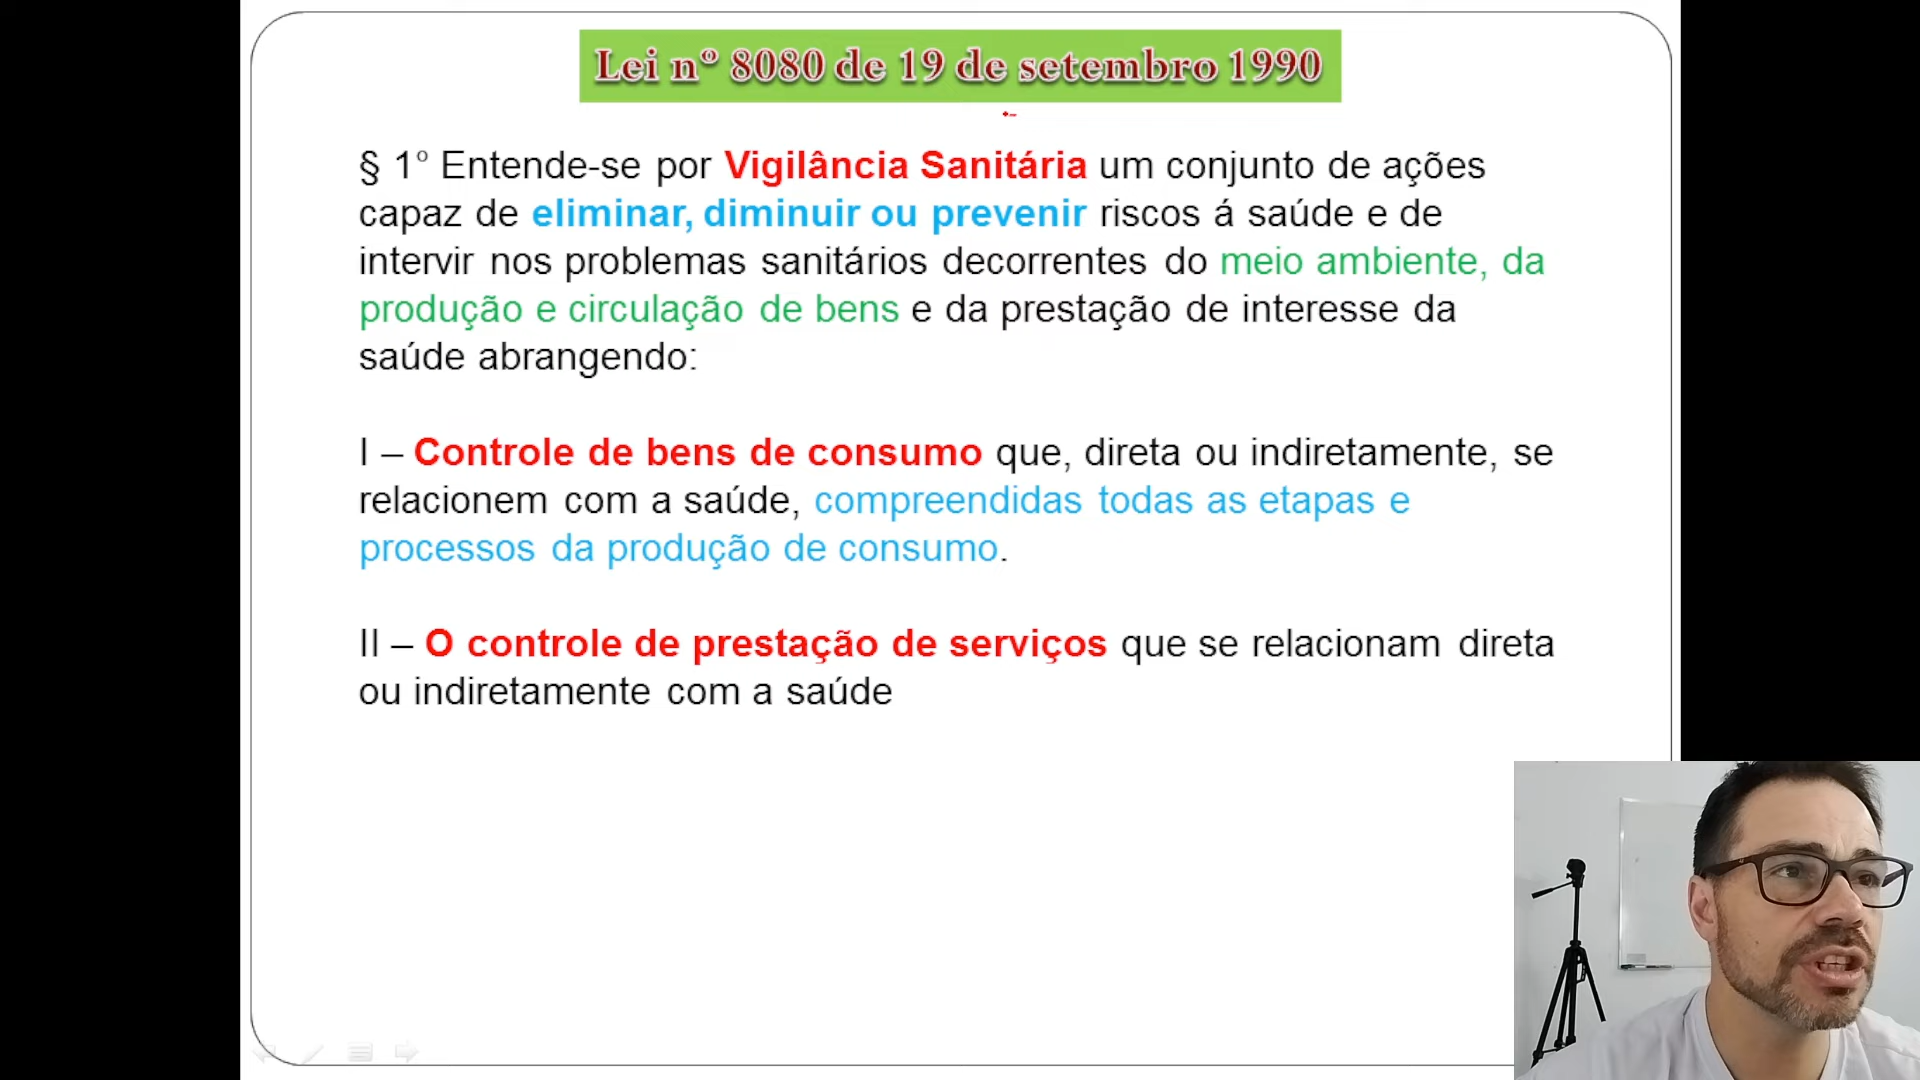 Lei nº 8080 de 19 de setembro 1990
§ 1° Entende-se por Vigilância Sanitária um conjunto de ações
capaz de eliminar, diminuir ou prevenir riscos á saúde e de
intervir nos problemas sanitários decorrentes do meio ambiente, da
produção e circulação de bens e da prestação de interesse da
saúde abrangendo:
I – Controle de bens de consumo que, direta ou indiretamente, se
relacionem com a saúde, compreendidas todas as etapas e
processos da produção de consumo.
II – O controle de prestação de serviços que se relacionam direta
ou indiretamente com a saúde